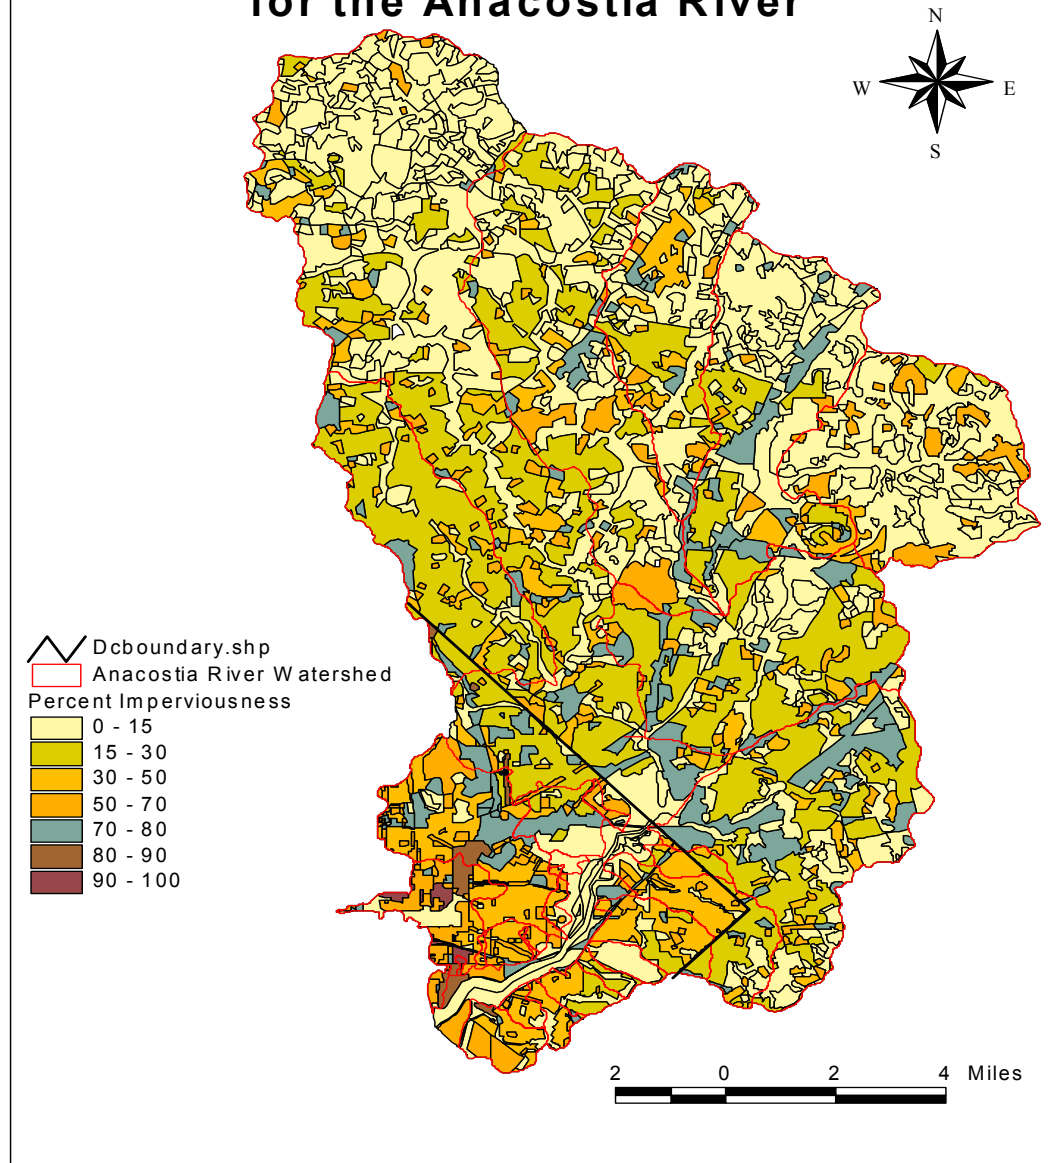 for the Anacostia River
N
W E
S
Dcboundary.shp
Anacostia River Watershed
Percent Imperviousness
0 - 15
15 - 30
30 - 50
50 - 70
70 - 80
80 - 90
90 - 100
2 0 2 4 Miles